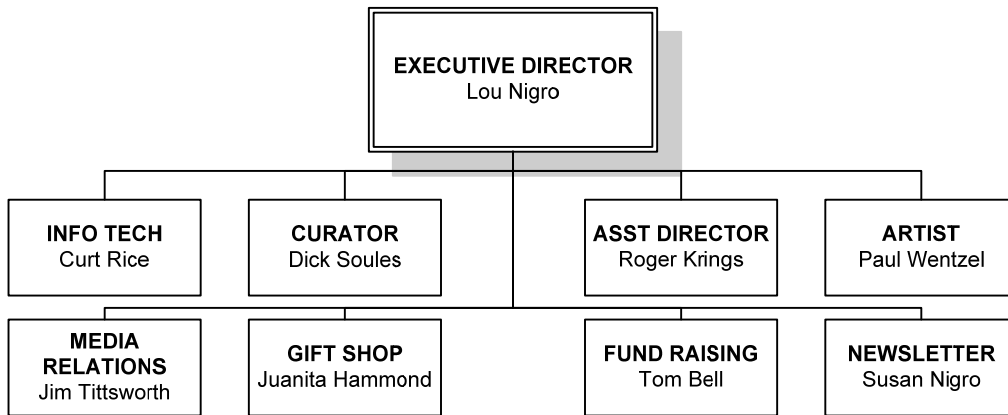 EXECUTIVE DIRECTOR
Lou Nigro
INFO TECH
Curt Rice
CURATOR
Dick Soules
ASST DIRECTOR
Roger Krings
ARTIST
Paul Wentzel
MEDIA
RELATIONS
Jim Tittsworth
GIFT SHOP
Juanita Hammond
FUND RAISING
Tom Bell
NEWSLETTER
Susan Nigro